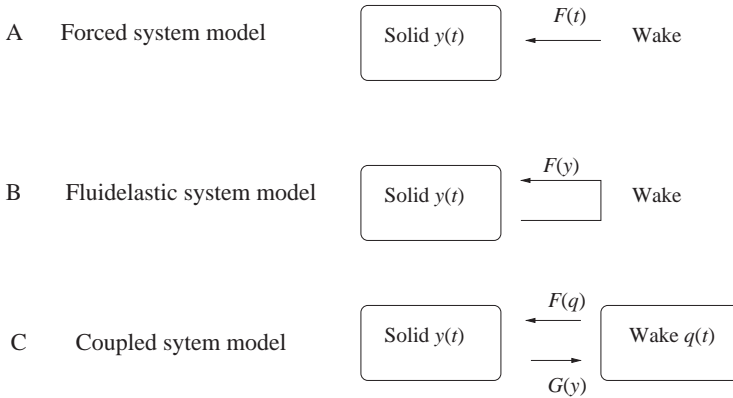 A Forced system model Solid y(t) F(t) Wake
B Fluidelastic system model Solid y(t) F(y) Wake
C Coupled sytem model Solid y(t) F(q) G(y) Wake q(t)